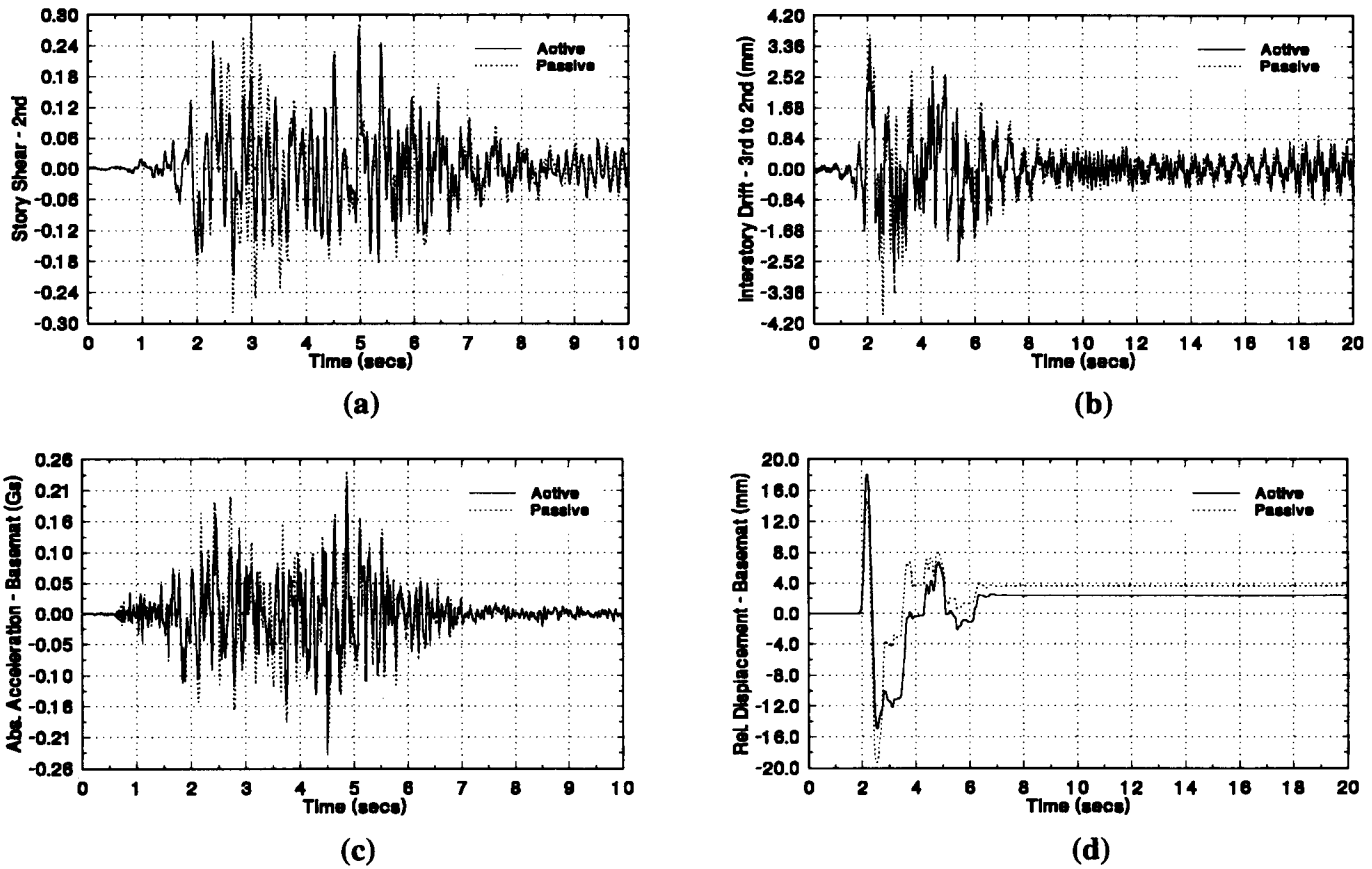 Story Shear - 2nd
0.30
0.24
0.18
0.12
0.06
0.00
-0.06
-0.12
-0.18
-0.24
-0.30
Active
Passive
0 1 2 3 4 5 6 7 8 9 10
Time (secs)
(a)
Interstory Drift - 3rd to 2nd (mm)
4.20
3.36
2.52
1.68
0.84
0.00
-0.84
-1.68
-2.52
-3.36
-4.20
Active
Passive
0 2 4 6 8 10 12 14 16 18 20
Time (secs)
(b)
Abs. Acceleration - Basemat (Gs)
0.26
0.21
0.16
0.10
0.05
0.00
-0.05
-0.10
-0.16
-0.21
-0.26
Active
Passive
0 1 2 3 4 5 6 7 8 9 10
Time (secs)
(c)
Rel. Displacement - Basemat (mm)
20.0
16.0
12.0
8.0
4.0
0.0
-4.0
-8.0
-12.0
-16.0
-20.0
Active
Passive
0 2 4 6 8 10 12 14 16 18 20
Time (secs)
(d)